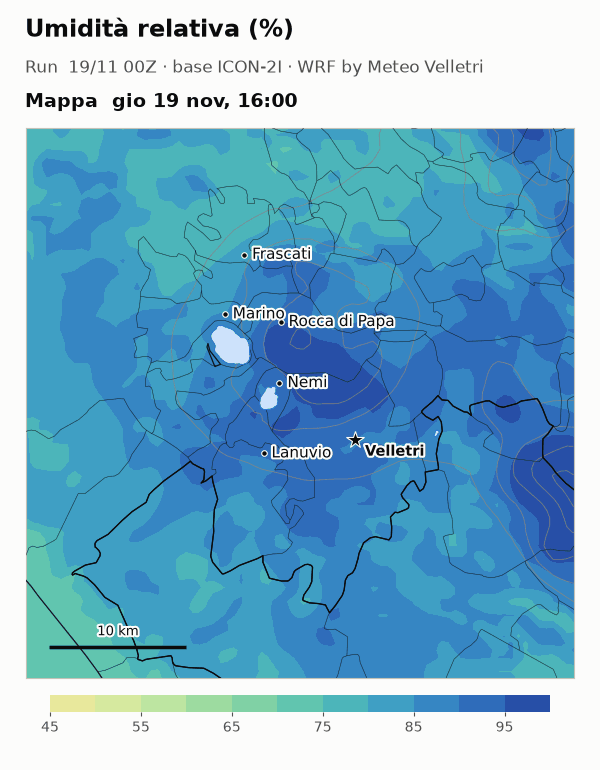 Umidità relativa (%)
Run  19/11 00Z · base ICON-2I · WRF by Meteo Velletri
Mappa  gio 19 nov, 16:00
Frascati
Marino
Rocca di Papa
Nemi
Velletri
Lanuvio
10 km
45 55 65 75 85 95